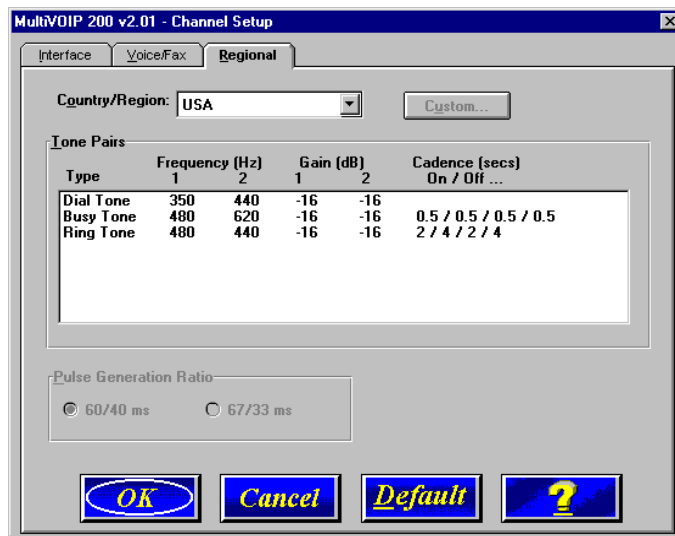 MultiVOIP 200 v2.01 - Channel Setup
Interface Voice/Fax Regional
Country/Region: USA Custom...
Tone Pairs
Frequency (Hz) Gain (dB) Cadence (secs)
Type 1 2 1 2 On / Off ...
Dial Tone 350 440 -16 -16
Busy Tone 480 620 -16 -16 0.5 / 0.5 / 0.5 / 0.5
Ring Tone 480 440 -16 -16 2 / 4 / 2 / 4
Pulse Generation Ratio
60/40 ms 67/33 ms
OK Cancel Default ?